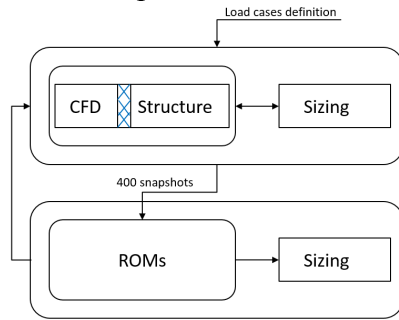 Load cases definition
CFD Structure
Sizing
400 snapshots
ROMs
Sizing